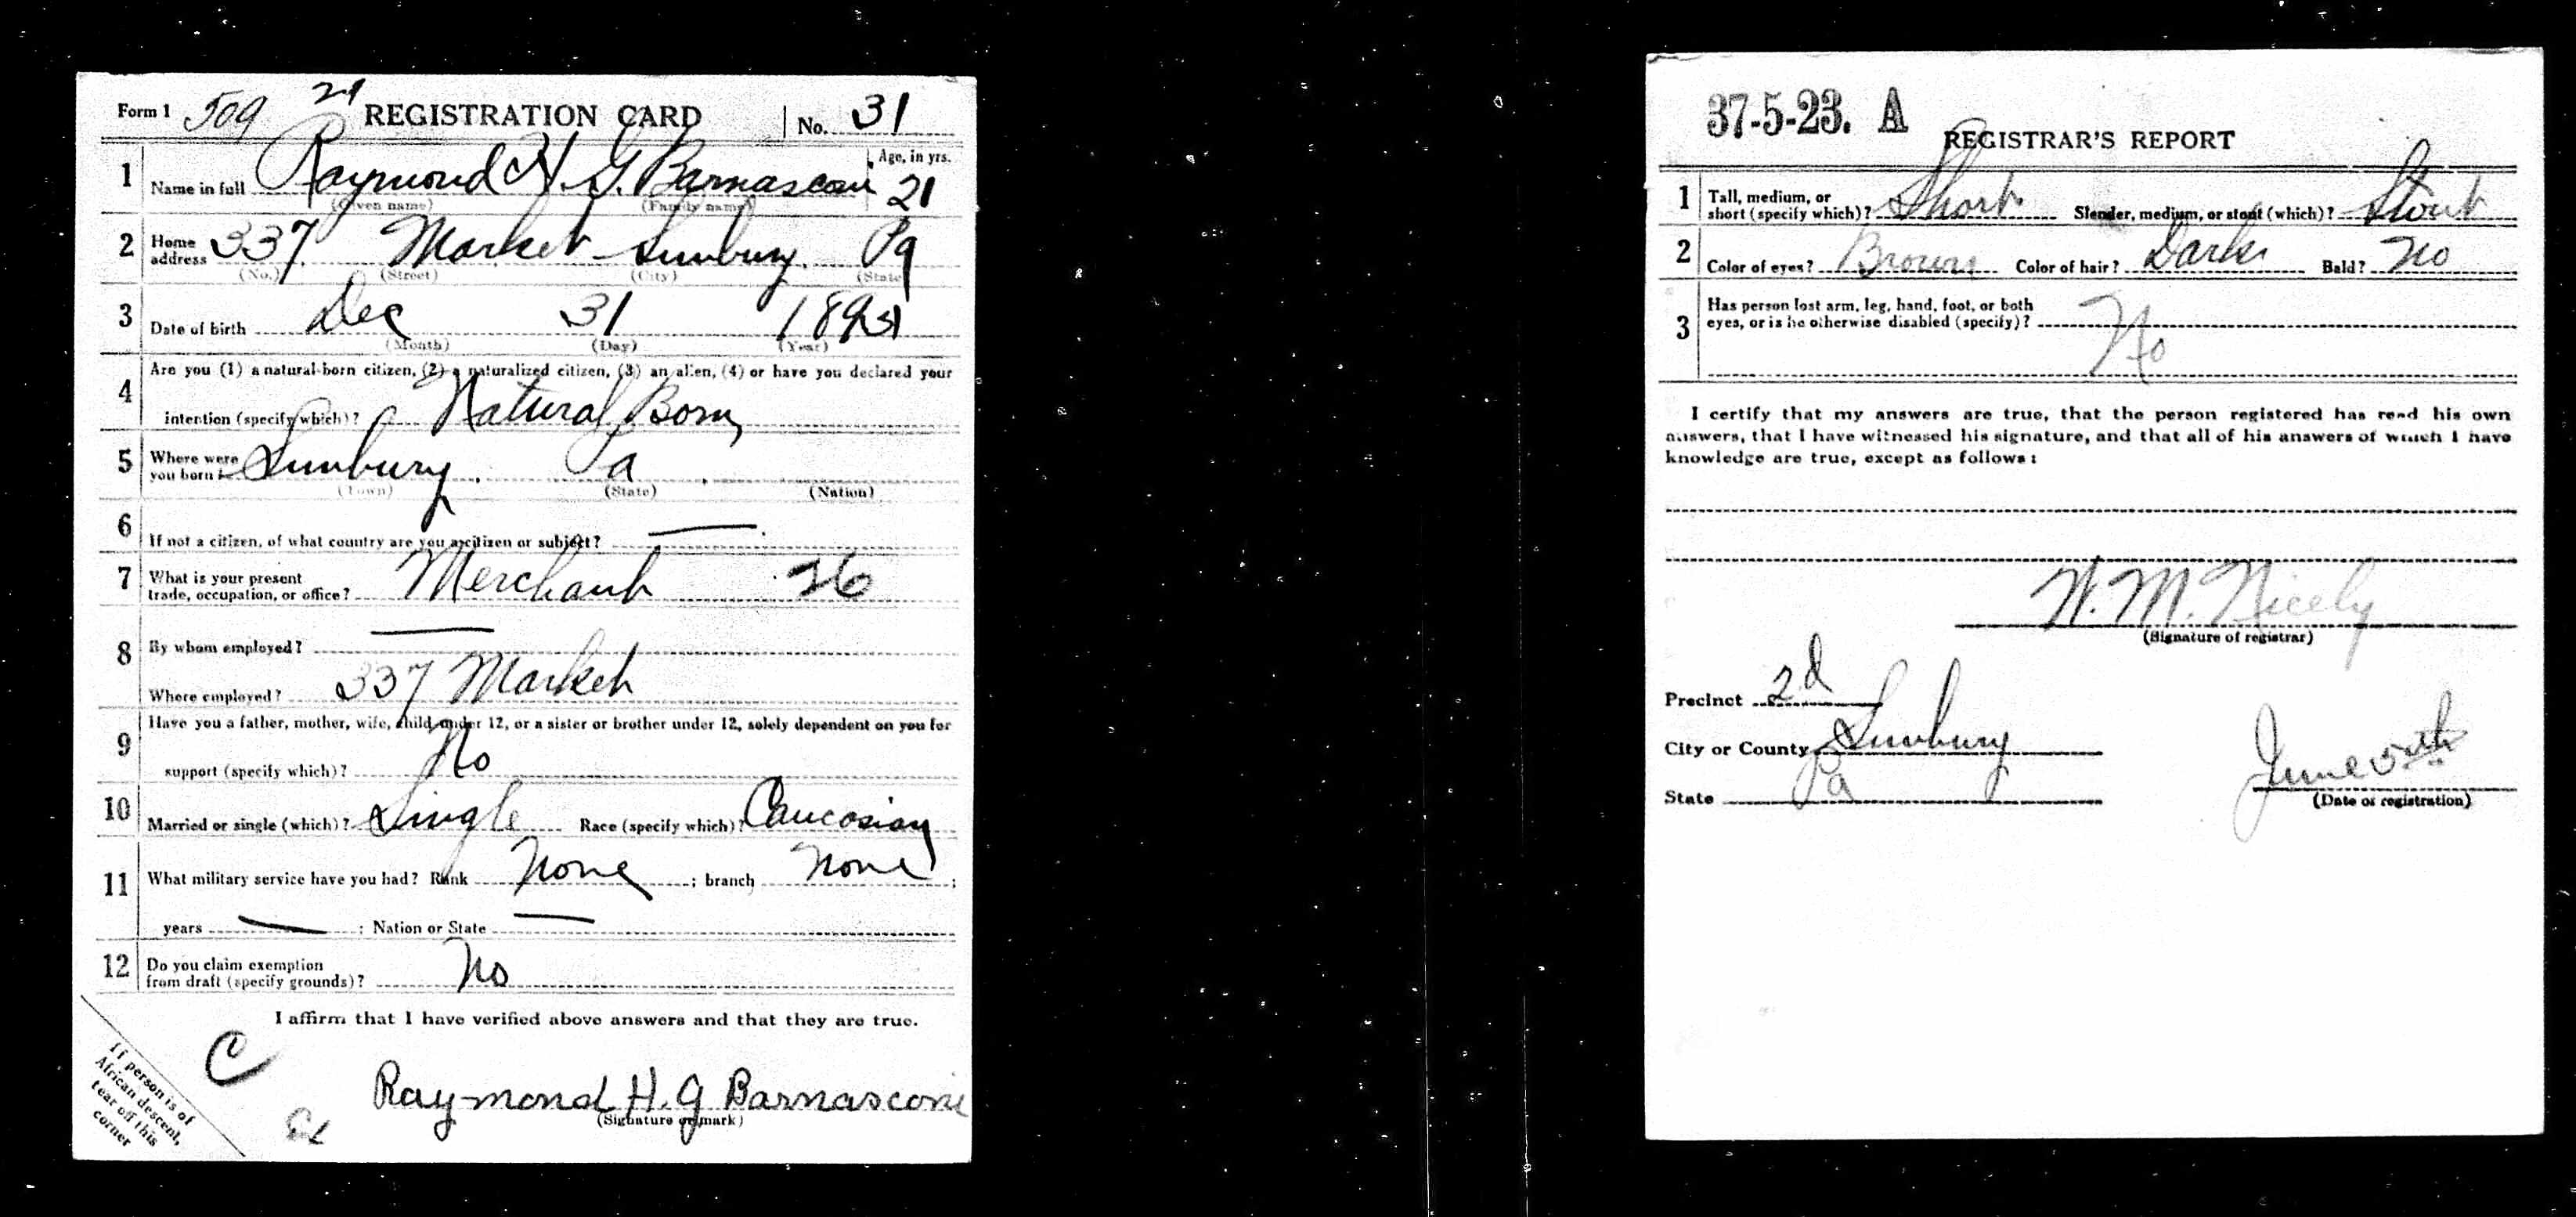 Form 1 509 21 REGISTRATION CARD No. 31
1 Name in full Raymond H. G. Barnasconi Age, in yrs. 21
(Given name) (Family name)
2 Home address 337 Market Sunbury Pa
(No.) (Street) (City) (State)
3 Date of birth Dec 31 189
(Month) (Day) (Year)
4 Are you (1) a natural-born citizen, (2) a naturalized citizen, (3) an alien, (4) or have you declared your
intention (specify which)? Natural Born
5 Where were you born? Sunbury Pa
(Town) (State) (Nation)
6 If not a citizen, of what country are you a citizen or subject?
7 What is your present trade, occupation, or office? Merchant 26
8 By whom employed?
Where employed? 337 Market
9 Have you a father, mother, wife, child under 12, or a sister or brother under 12, solely dependent on you for
support (specify which)? No
10 Married or single (which)? Single Race (specify which)? Caucasian
11 What military service have you had? Rank None ; branch None ;
years ; Nation or State
12 Do you claim exemption from draft (specify grounds)? No
I affirm that I have verified above answers and that they are true.
C
Raymond H. G Barnasconi
(Signature or mark)
If person is of
African descent,
tear off this
corner
37-5-23. A
REGISTRAR'S REPORT
1 Tall, medium, or short (specify which)? Short Slender, medium, or stout (which)? Stout
2 Color of eyes? Brown Color of hair? Dark Bald? No
3 Has person lost arm, leg, hand, foot, or both
eyes, or is he otherwise disabled (specify)? No
I certify that my answers are true, that the person registered has read his own
answers, that I have witnessed his signature, and that all of his answers of which I have
knowledge are true, except as follows:
W. M. Nicely
(Signature of registrar)
Precinct 2d
City or County Sunbury
State Pa
June 5th
(Date of registration)